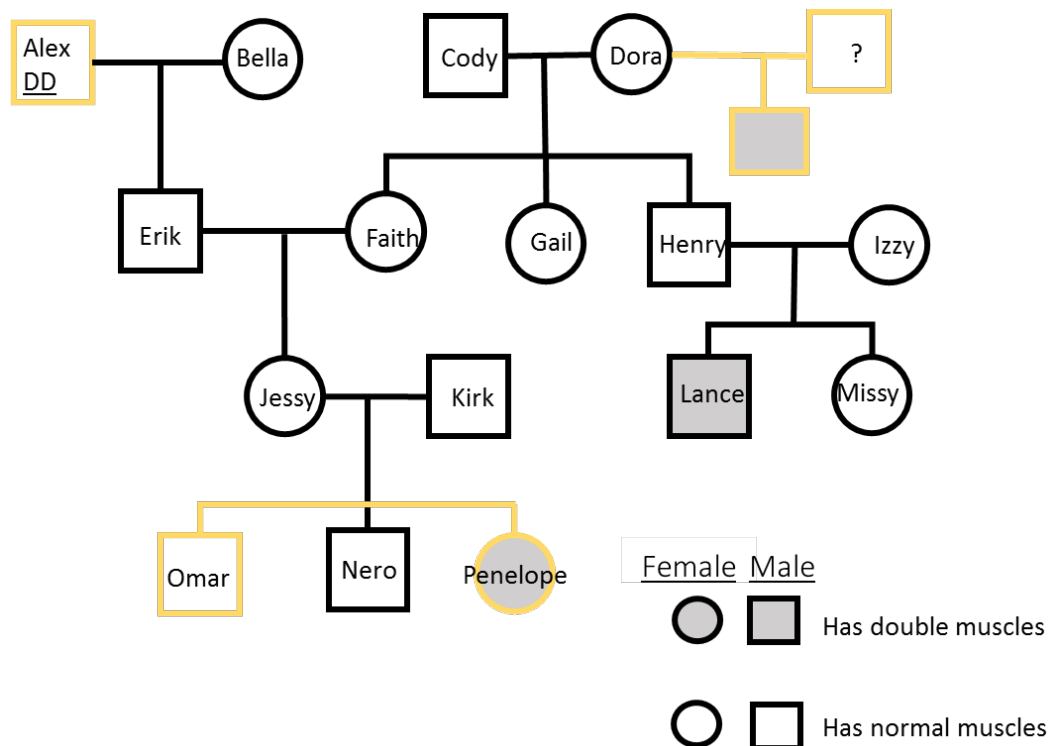 Alex
DD
Bella
Cody
Dora
?
Erik
Faith
Gail
Henry
Izzy
Jessy
Kirk
Lance
Missy
Omar
Nero
Penelope
Female Male
Has double muscles
Has normal muscles